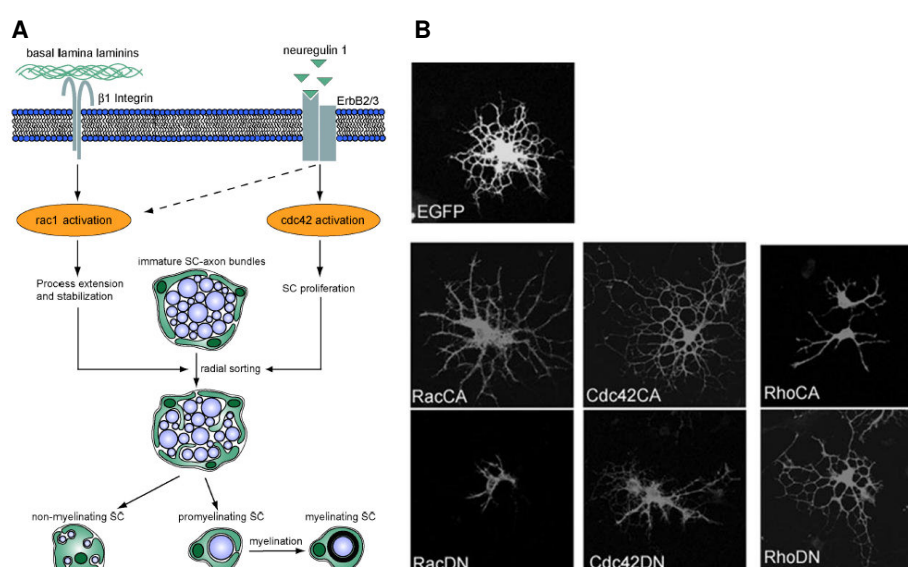 A
basal lamina laminins
β1 Integrin
neuregulin 1
ErbB2/3
rac1 activation
cdc42 activation
Process extension
and stabilization
immature SC-axon bundles
SC proliferation
radial sorting
non-myelinating SC
promyelinating SC
myelinating SC
myelination
B
EGFP
RacCA
Cdc42CA
RhoCA
RacDN
Cdc42DN
RhoDN